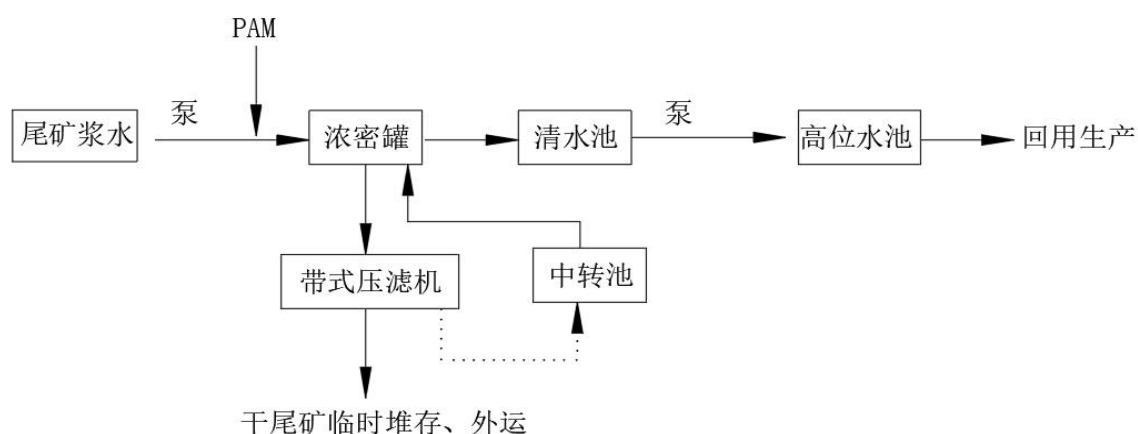 PAM
泵
泵
尾矿浆水
浓密罐
清水池
高位水池
回用生产
带式压滤机
中转池
干尾矿临时堆存、外运